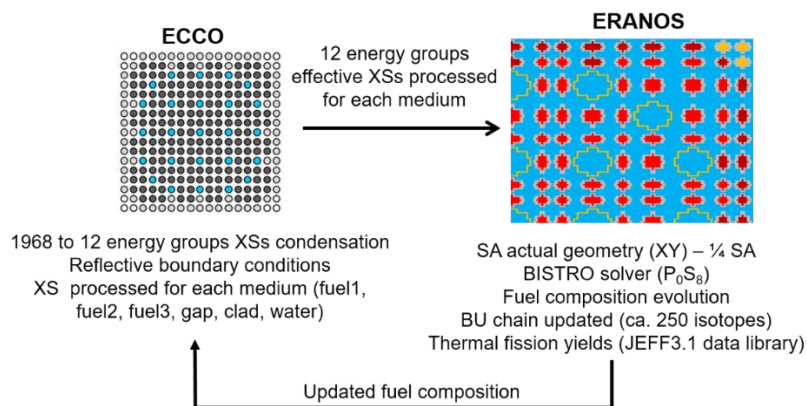 ECCO
12 energy groups
effective XSs processed
for each medium
ERANOS
1968 to 12 energy groups XSs condensation
Reflective boundary conditions
XS processed for each medium (fuel1,
fuel2, fuel3, gap, clad, water)
SA actual geometry (XY) – ¼ SA
BISTRO solver (P₀S₈)
Fuel composition evolution
BU chain updated (ca. 250 isotopes)
Thermal fission yields (JEFF3.1 data library)
Updated fuel composition